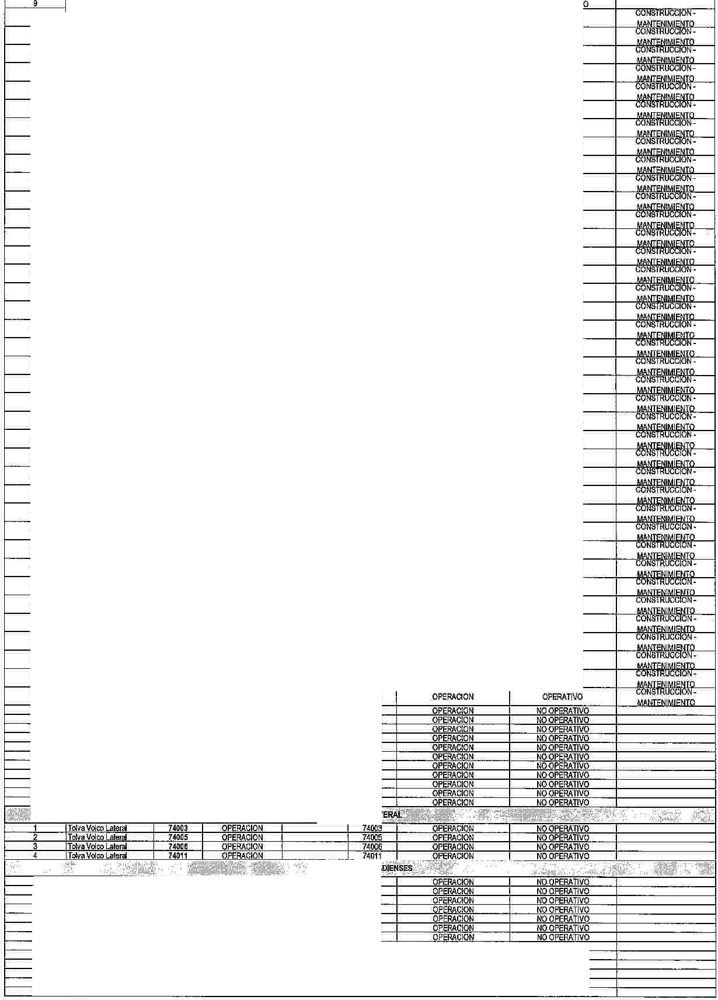 9 O
CONSTRUCCION -
MANTENIMIENTO
CONSTRUCCION -
MANTENIMIENTO
CONSTRUCCION -
MANTENIMIENTO
CONSTRUCCION -
MANTENIMIENTO
CONSTRUCCION -
MANTENIMIENTO
CONSTRUCCION -
MANTENIMIENTO
CONSTRUCCION -
MANTENIMIENTO
CONSTRUCCION -
MANTENIMIENTO
CONSTRUCCION -
MANTENIMIENTO
CONSTRUCCION -
MANTENIMIENTO
CONSTRUCCION -
MANTENIMIENTO
CONSTRUCCION -
MANTENIMIENTO
CONSTRUCCION -
MANTENIMIENTO
CONSTRUCCION -
MANTENIMIENTO
CONSTRUCCION -
MANTENIMIENTO
CONSTRUCCION -
MANTENIMIENTO
CONSTRUCCION -
MANTENIMIENTO
CONSTRUCCION -
MANTENIMIENTO
CONSTRUCCION -
MANTENIMIENTO
CONSTRUCCION -
MANTENIMIENTO
CONSTRUCCION -
MANTENIMIENTO
CONSTRUCCION -
MANTENIMIENTO
CONSTRUCCION -
MANTENIMIENTO
CONSTRUCCION -
MANTENIMIENTO
CONSTRUCCION -
MANTENIMIENTO
CONSTRUCCION -
MANTENIMIENTO
CONSTRUCCION -
MANTENIMIENTO
CONSTRUCCION -
MANTENIMIENTO
CONSTRUCCION -
MANTENIMIENTO
CONSTRUCCION -
MANTENIMIENTO
CONSTRUCCION -
MANTENIMIENTO
CONSTRUCCION -
MANTENIMIENTO
CONSTRUCCION -
MANTENIMIENTO
CONSTRUCCION -
MANTENIMIENTO
CONSTRUCCION -
MANTENIMIENTO
CONSTRUCCION -
MANTENIMIENTO
CONSTRUCCION -
MANTENIMIENTO
CONSTRUCCION -
OPERACION OPERATIVO
MANTENIMIENTO
OPERACION NO OPERATIVO
OPERACION NO OPERATIVO
OPERACION NO OPERATIVO
OPERACION NO OPERATIVO
OPERACION NO OPERATIVO
OPERACION NO OPERATIVO
OPERACION NO OPERATIVO
OPERACION NO OPERATIVO
OPERACION NO OPERATIVO
OPERACION NO OPERATIVO
OPERACION NO OPERATIVO
ERAL
1 Tolva Volco Lateral 74003 OPERACION 74003 OPERACION NO OPERATIVO
2 Tolva Volco Lateral 74005 OPERACION 74005 OPERACION NO OPERATIVO
3 Tolva Volco Lateral 74006 OPERACION 74006 OPERACION NO OPERATIVO
4 Tolva Volco Lateral 74011 OPERACION 74011 OPERACION NO OPERATIVO
DIENSES
OPERACION NO OPERATIVO
OPERACION NO OPERATIVO
OPERACION NO OPERATIVO
OPERACION NO OPERATIVO
OPERACION NO OPERATIVO
OPERACION NO OPERATIVO
OPERACION NO OPERATIVO